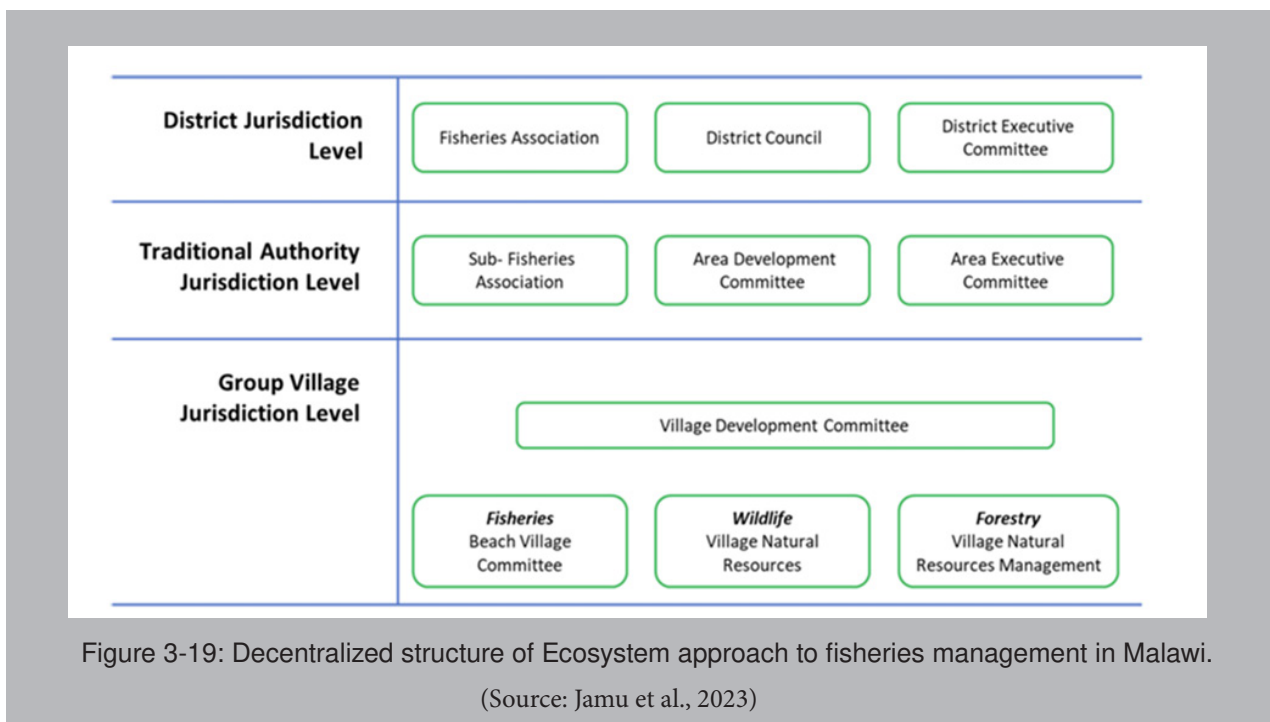 District Jurisdiction
Level
Fisheries Association
District Council
District Executive
Committee
Traditional Authority
Jurisdiction Level
Sub- Fisheries
Association
Area Development
Committee
Area Executive
Committee
Group Village
Jurisdiction Level
Village Development Committee
Fisheries
Beach Village
Committee
Wildlife
Village Natural
Resources
Forestry
Village Natural
Resources Management
Figure 3-19: Decentralized structure of Ecosystem approach to fisheries management in Malawi.
(Source: Jamu et al., 2023)